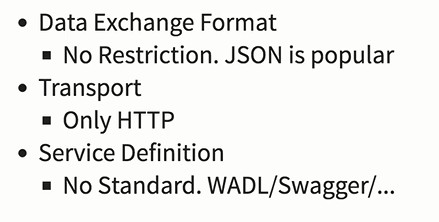 • Data Exchange Format
▪ No Restriction. JSON is popular
• Transport
▪ Only HTTP
• Service Definition
▪ No Standard. WADL/Swagger/...